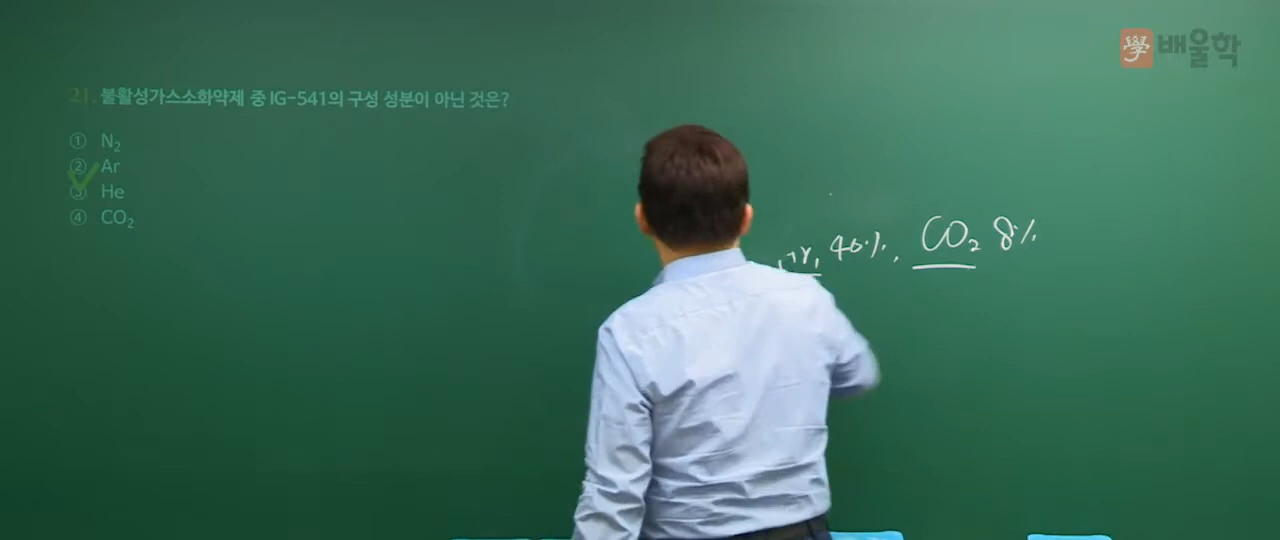 學 배울학
21. 불활성가스소화약제 중 IG-541의 구성 성분이 아닌 것은?
① N₂
② Ar
③ He
④ CO₂
40%, CO₂ 8%